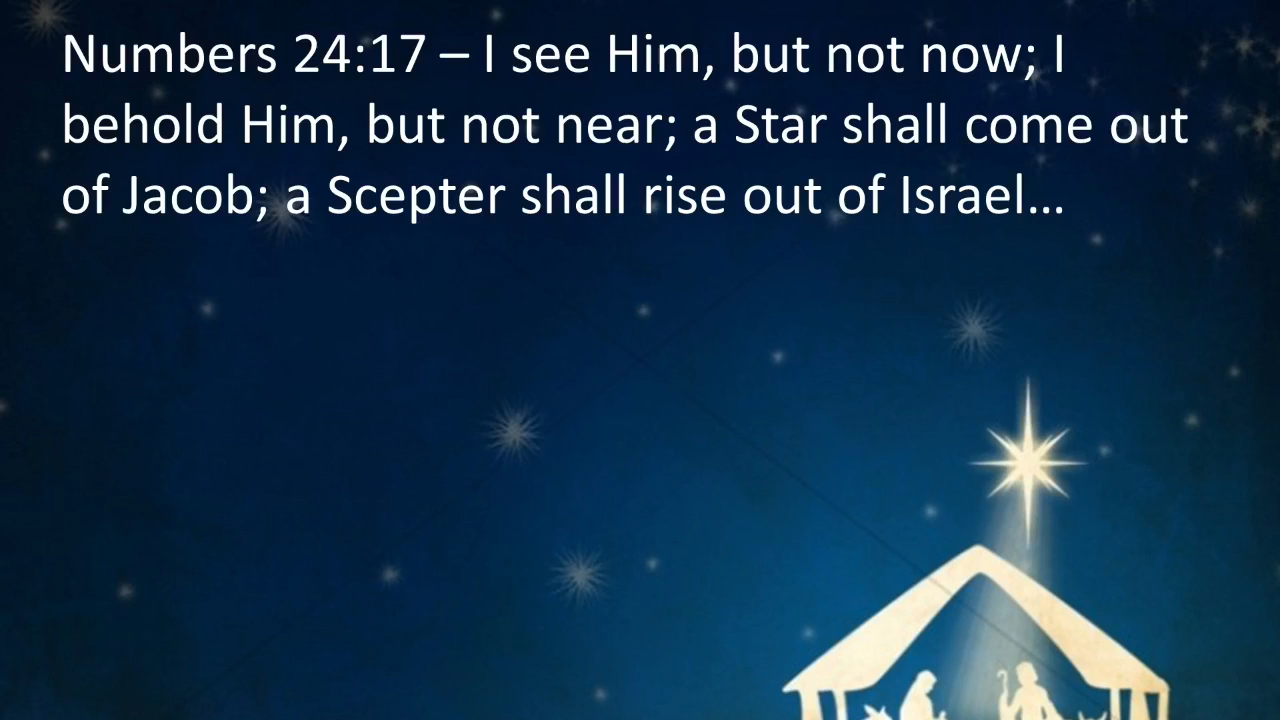 Numbers 24:17 – I see Him, but not now; I
behold Him, but not near; a Star shall come out
of Jacob; a Scepter shall rise out of Israel…